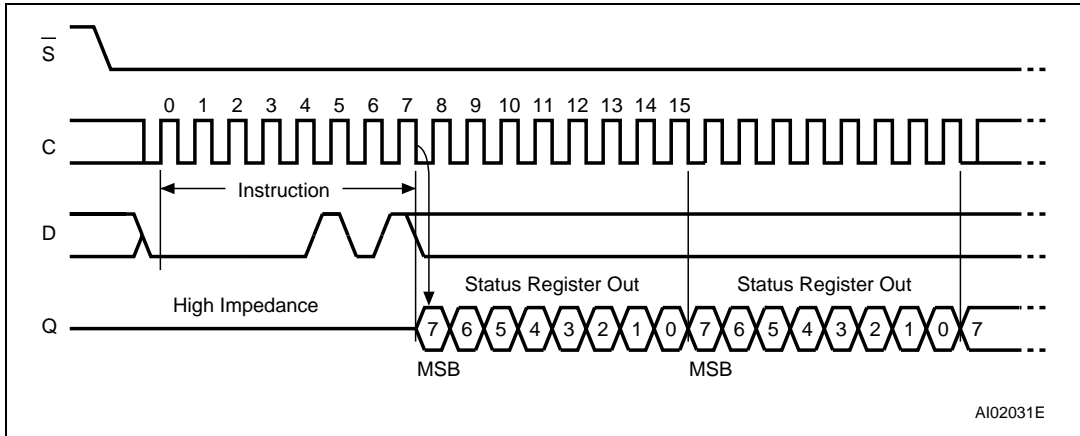 S
0 1 2 3 4 5 6 7 8 9 10 11 12 13 14 15
C
Instruction
D
High Impedance
Status Register Out Status Register Out
Q
7 6 5 4 3 2 1 0 7 6 5 4 3 2 1 0 7
MSB MSB
AI02031E